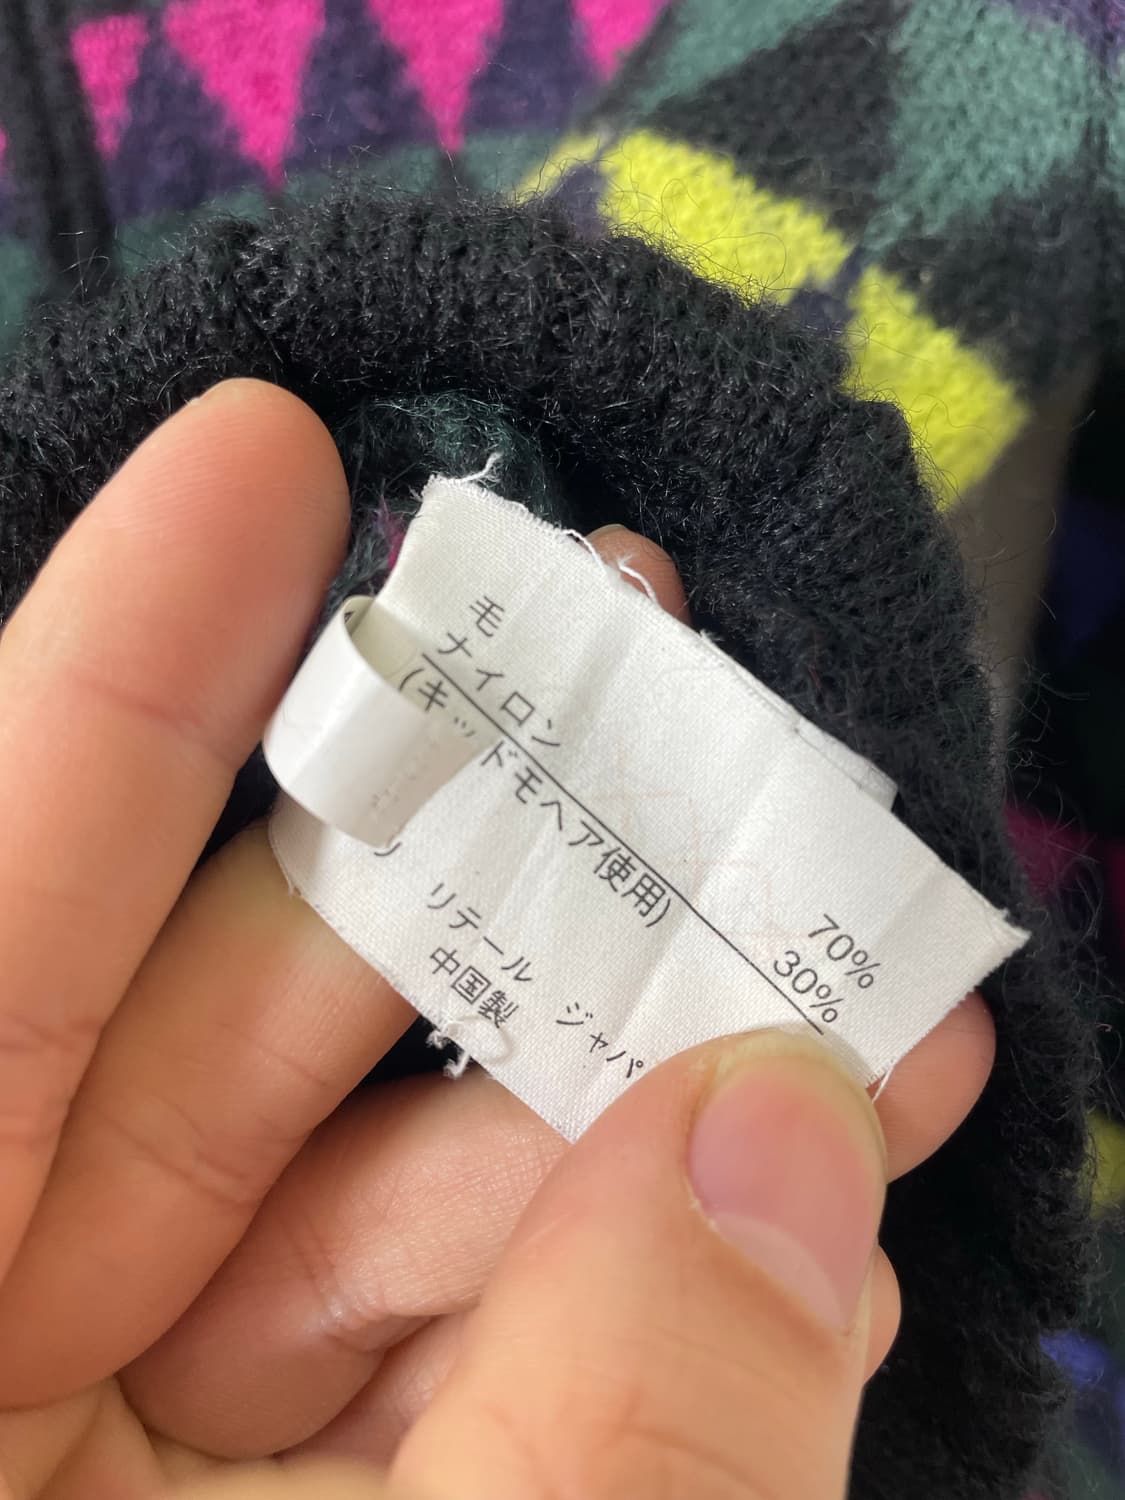 毛 70%
ナイロン 30%
(キッドモヘア使用)
リテール ジャパ
中国製